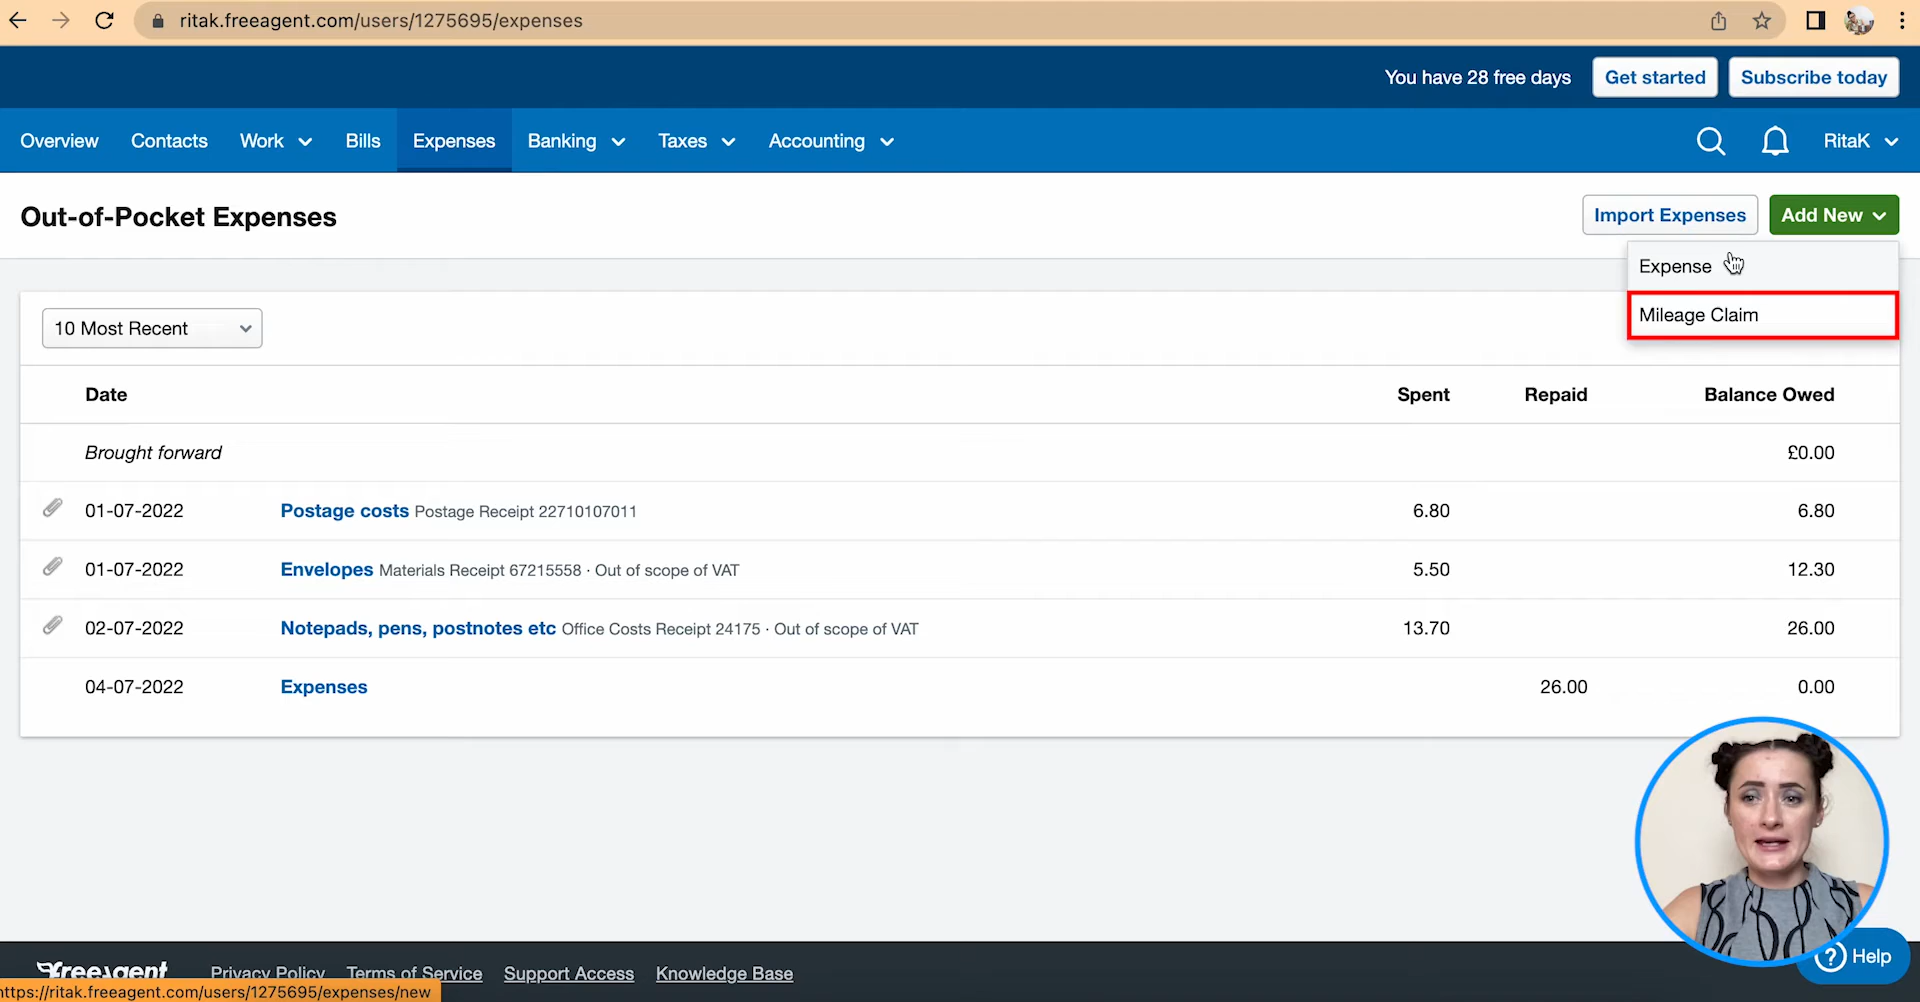 ritak.freeagent.com/users/1275695/expenses
You have 28 free days
Get started
Subscribe today
Overview
Contacts
Work
Bills
Expenses
Banking
Taxes
Accounting
RitaK
Out-of-Pocket Expenses
Import Expenses
Add New
Expense
Mileage Claim
10 Most Recent
Date Spent Repaid Balance Owed
Brought forward £0.00
01-07-2022 Postage costs Postage Receipt 22710107011 6.80 6.80
01-07-2022 Envelopes Materials Receipt 67215558 · Out of scope of VAT 5.50 12.30
02-07-2022 Notepads, pens, postnotes etc Office Costs Receipt 24175 · Out of scope of VAT 13.70 26.00
04-07-2022 Expenses 26.00 0.00
freeagent
Privacy Policy
Terms of Service
Support Access
Knowledge Base
? Help
https://ritak.freeagent.com/users/1275695/expenses/new